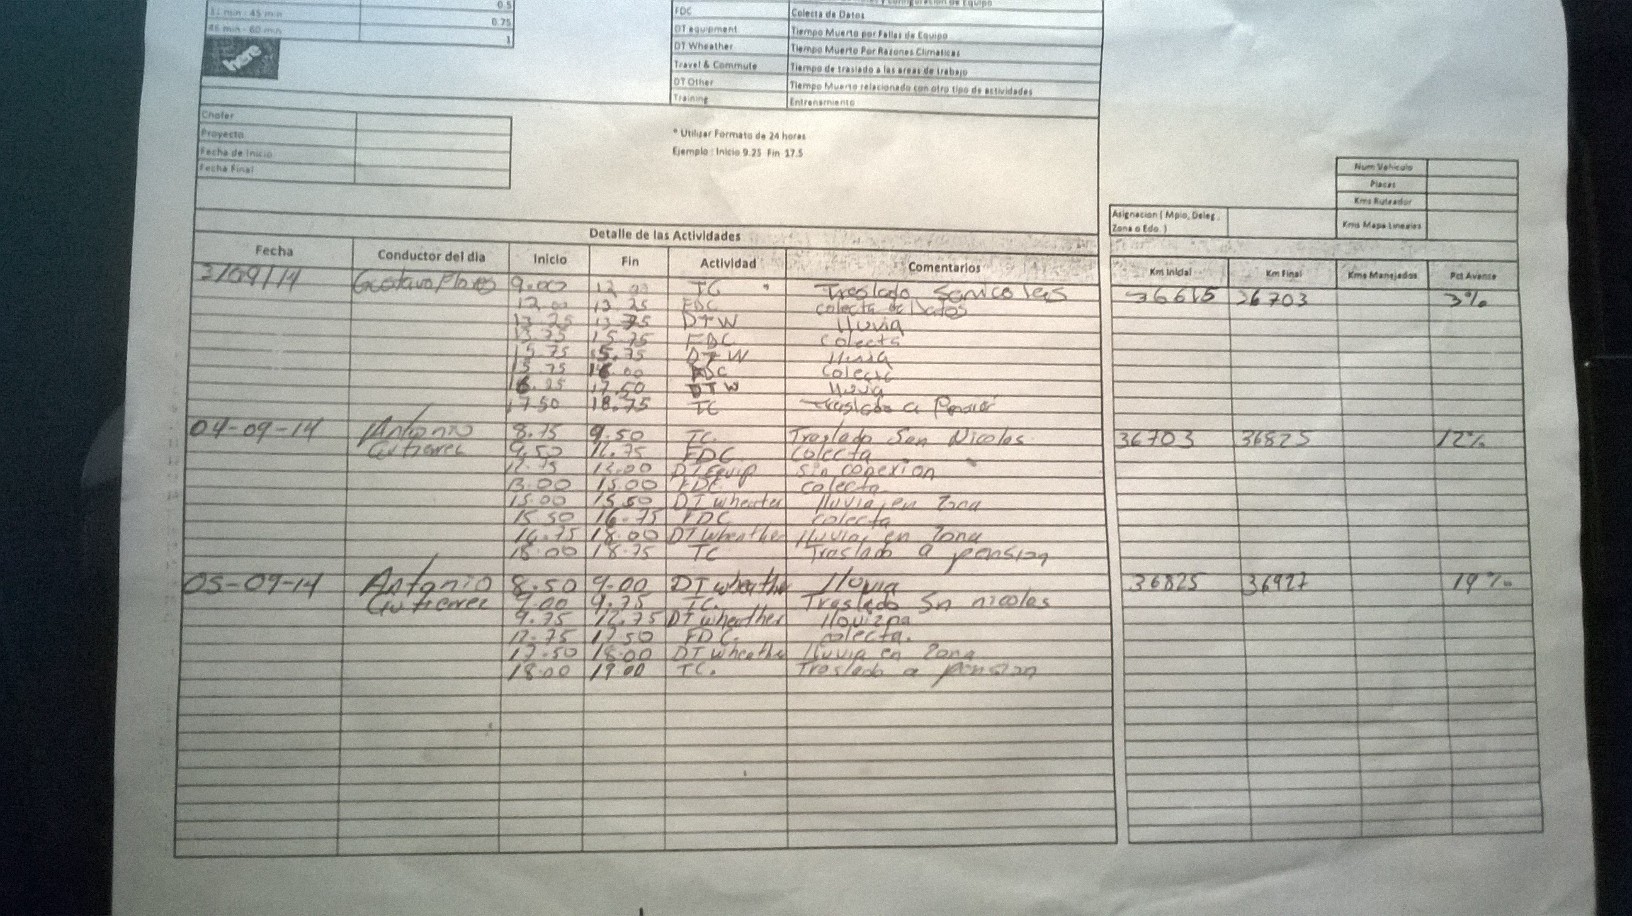 0.5
31 min - 45 min 0.75
46 min - 60 min 1
here
y configuracion de Equipo
FDC Colecta de Datos
DT equipment Tiempo Muerto por Fallas de Equipo
DT Wheather Tiempo Muerto Por Razones Climaticas
Travel & Commute Tiempo de traslado a las areas de trabajo
DT Other Tiempo Muerto relacionado con otro tipo de actividades
Training Entrenamiento
Chofer
Proyecto
Fecha de Inicio
Fecha Final
* Utilizar Formato de 24 horas
Ejemplo : Inicio 9.25 Fin 17.5
Num Vehiculo
Placas
Kms Ruteador
Kms Mapa Lineales
Asignacion ( Mpio, Deleg ,
Zona o Edo. )
Detalle de las Actividades
Fecha Conductor del dia Inicio Fin Actividad Comentarios Km Inicial Km Final Kms Manejados Pct Avance
3/09/14 Gustavo Flores 9.00 12.00 TC Traslado 36615 36703 3%
12.00 13.25 FDC colecta de Datos
13.25 13.75 DTW lluvia
13.75 15.75 FDC colecta
15.75 DTW lluvia
15.75 16.00 FDC colecta
16.25 17.50 DTW lluvia
17.50 18.75 TC Traslado a
04-09-14 Antonio 8.75 9.50 TC. Traslado San Nicolas 36703 36825 12%
Gutierrez 9.50 12.75 FDC colecta
12.75 13.00 DT Equip sin conexion
13.00 15.00 FDC colecta
15.00 15.50 DT wheater lluvia en Zona
15.50 16.75 FDC colecta
16.75 18.00 DT wheather lluvia en Zona
18.00 18.75 TC Traslado a pension
05-09-14 Antonio 8.50 9.00 DT wheather lluvia 36825 36927 19%
Gutierrez 9.00 9.75 TC. Traslado Sn nicolas
9.75 12.75 DT wheather llovizna
12.75 17.50 FDC. colecta.
17.50 18.00 DT wheathe lluvia en Zona
18.00 19.00 TC. Traslado a pension